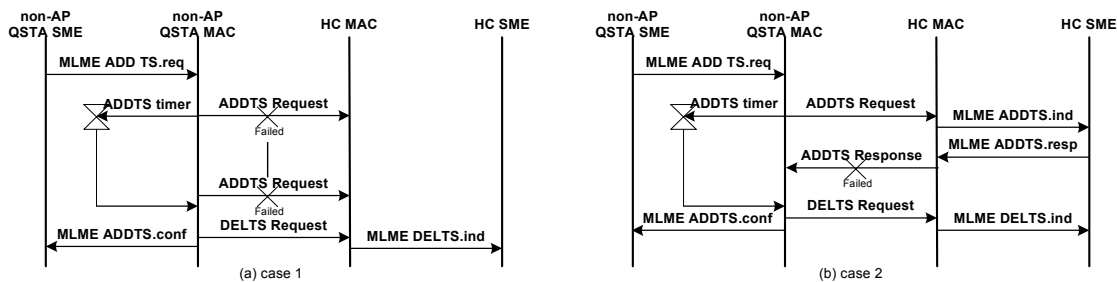 non-AP
QSTA SME
non-AP
QSTA MAC
HC MAC
HC SME
MLME ADD TS.req
ADDTS timer
ADDTS Request
Failed
ADDTS Request
Failed
DELTS Request
MLME ADDTS.conf
MLME DELTS.ind
(a) case 1
non-AP
QSTA SME
non-AP
QSTA MAC
HC MAC
HC SME
MLME ADD TS.req
ADDTS timer
ADDTS Request
MLME ADDTS.ind
MLME ADDTS.resp
ADDTS Response
Failed
DELTS Request
MLME ADDTS.conf
MLME DELTS.ind
(b) case 2